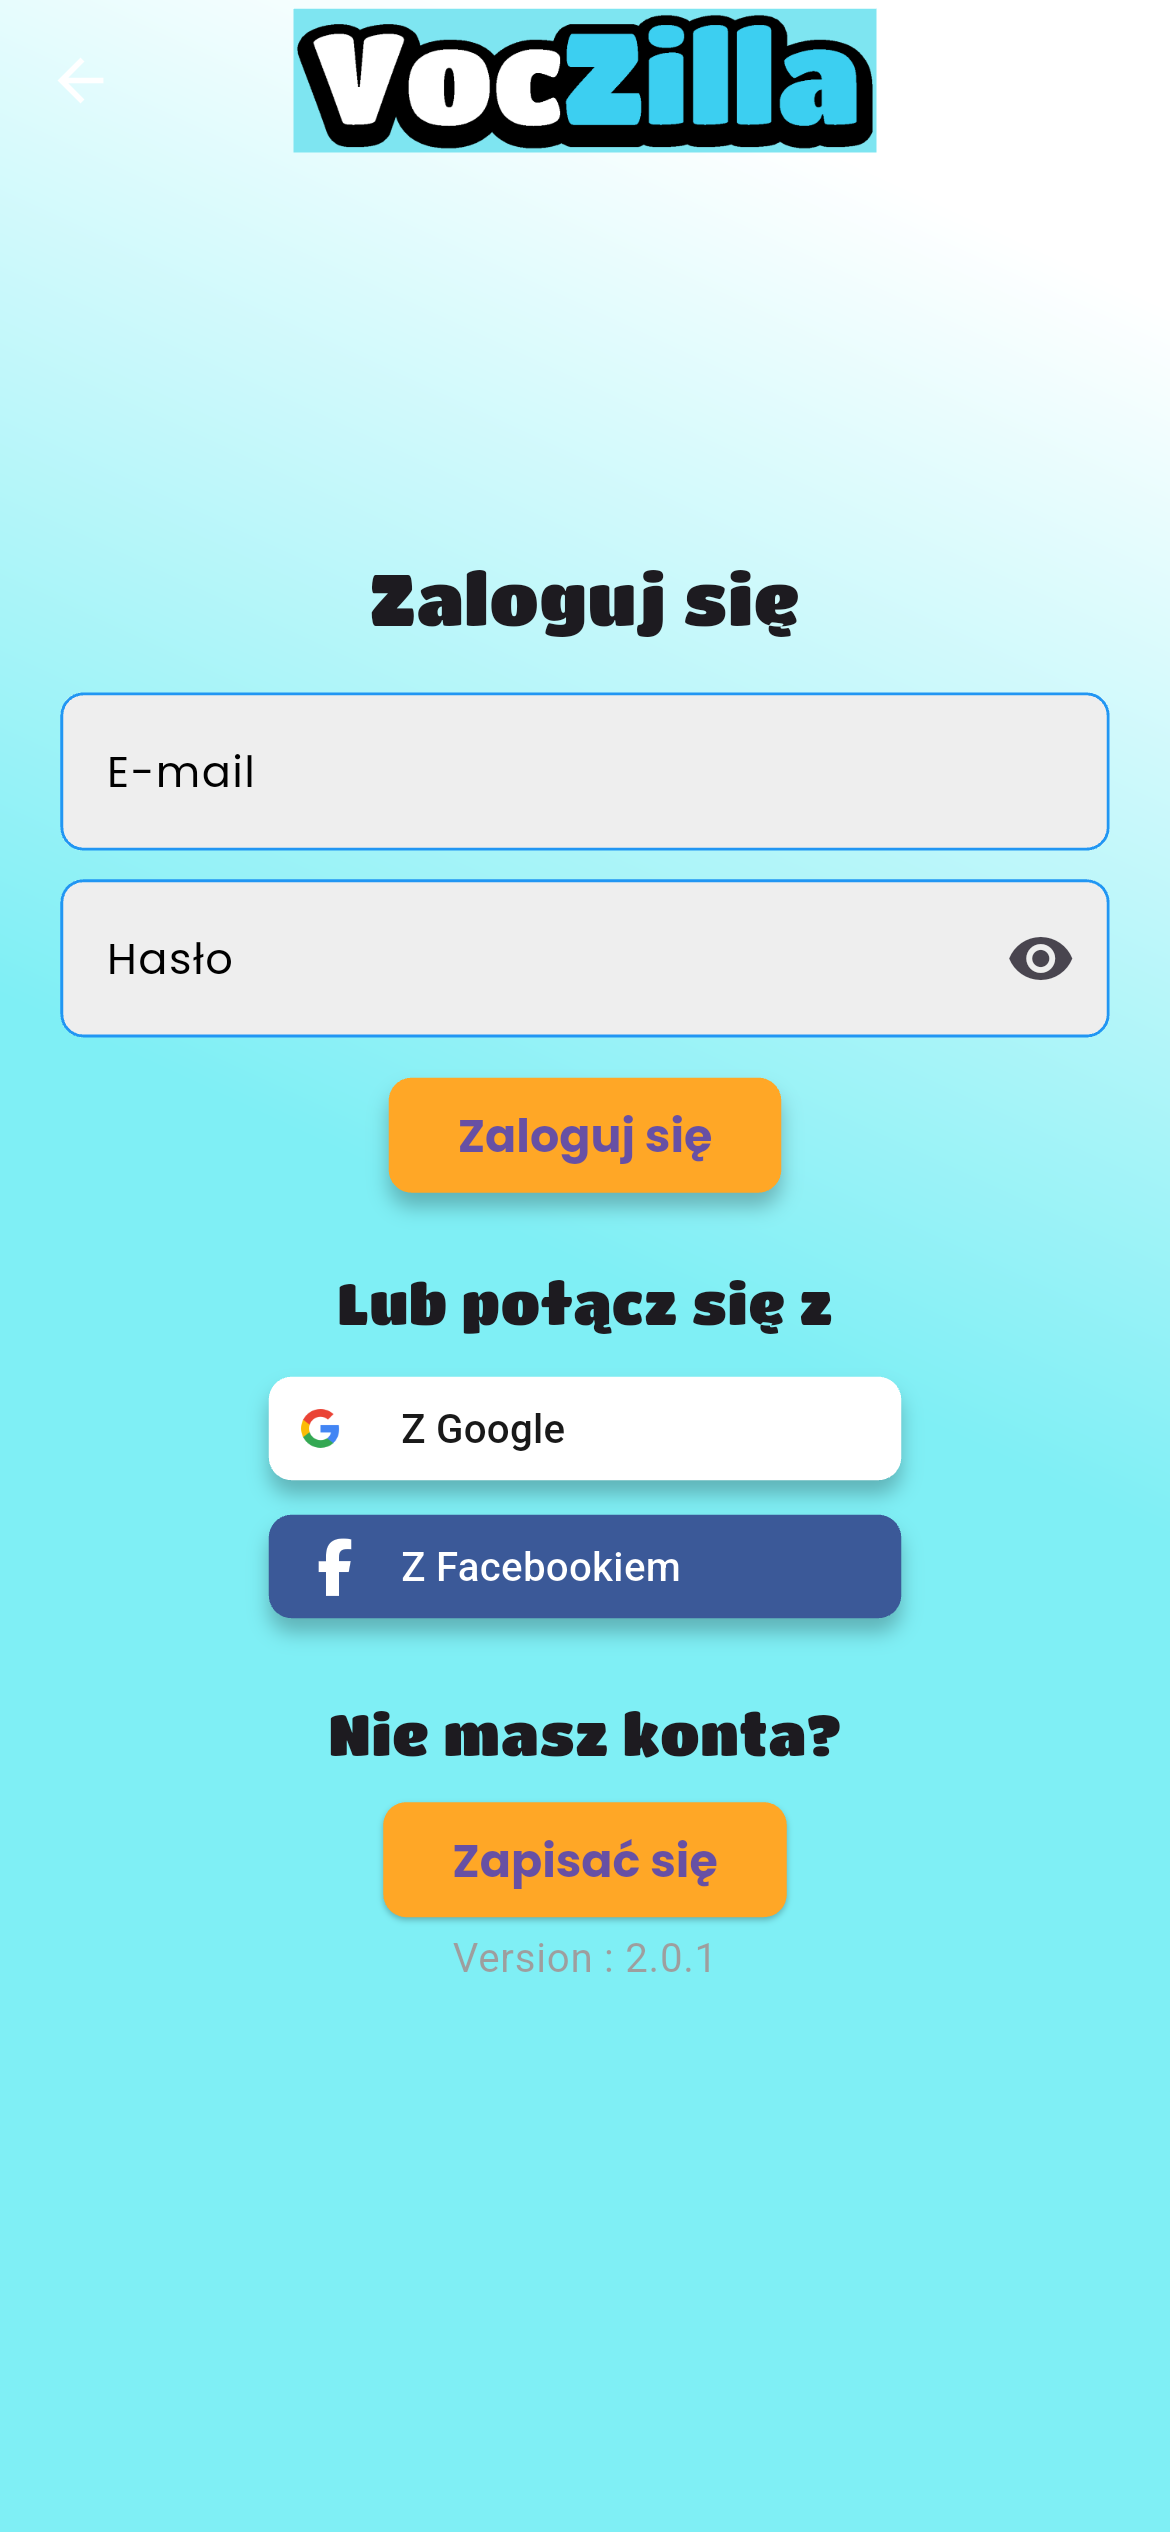 VocZilla
Zaloguj się
E-mail
Hasło
Zaloguj się
Lub połącz się z
Z Google
Z Facebookiem
Nie masz konta?
Zapisać się
Version : 2.0.1